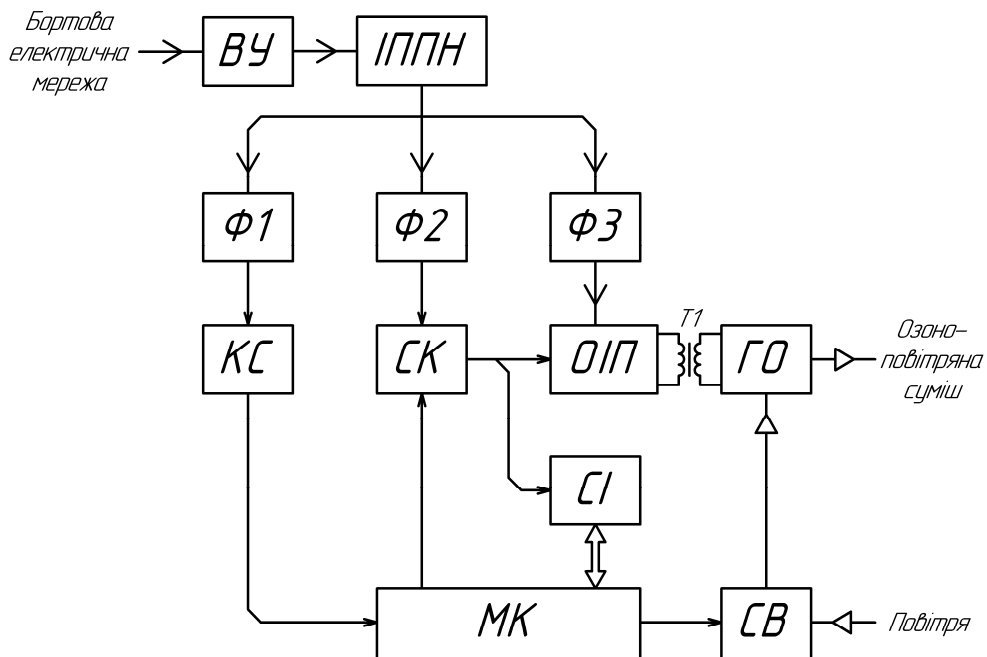 Бортова
електрична
мережа
ВУ
ІППН
Ф1
Ф2
Ф3
КС
СК
ОІП
Т1
ГО
Озоно-
повітряна
суміш
СІ
МК
СВ
Повітря